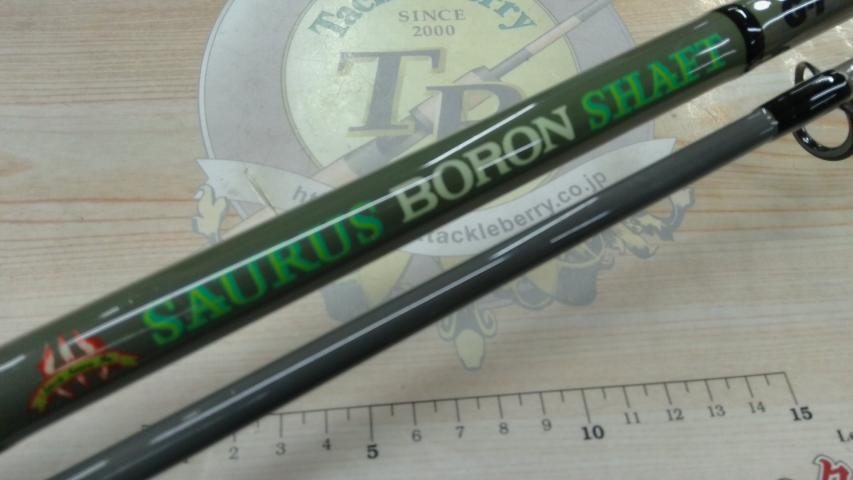 Tackleberry
SINCE
2000
TB
SAURUS BORON SHAFT
tackleberry.co.jp
2 3 4 5 6 7 8 9 10 11 12 13 14 15